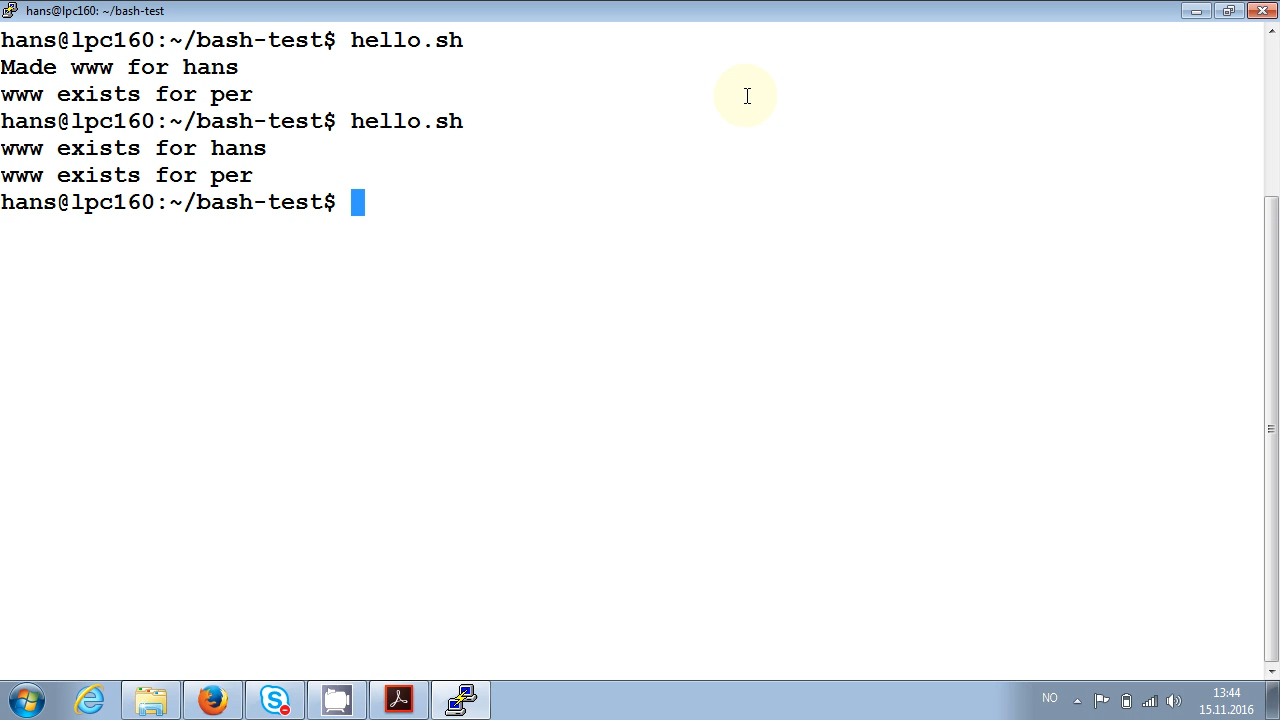 hans@lpc160: ~/bash-test
hans@lpc160:~/bash-test$ hello.sh
Made www for hans
www exists for per
hans@lpc160:~/bash-test$ hello.sh
www exists for hans
www exists for per
hans@lpc160:~/bash-test$
NO
13:44
15.11.2016